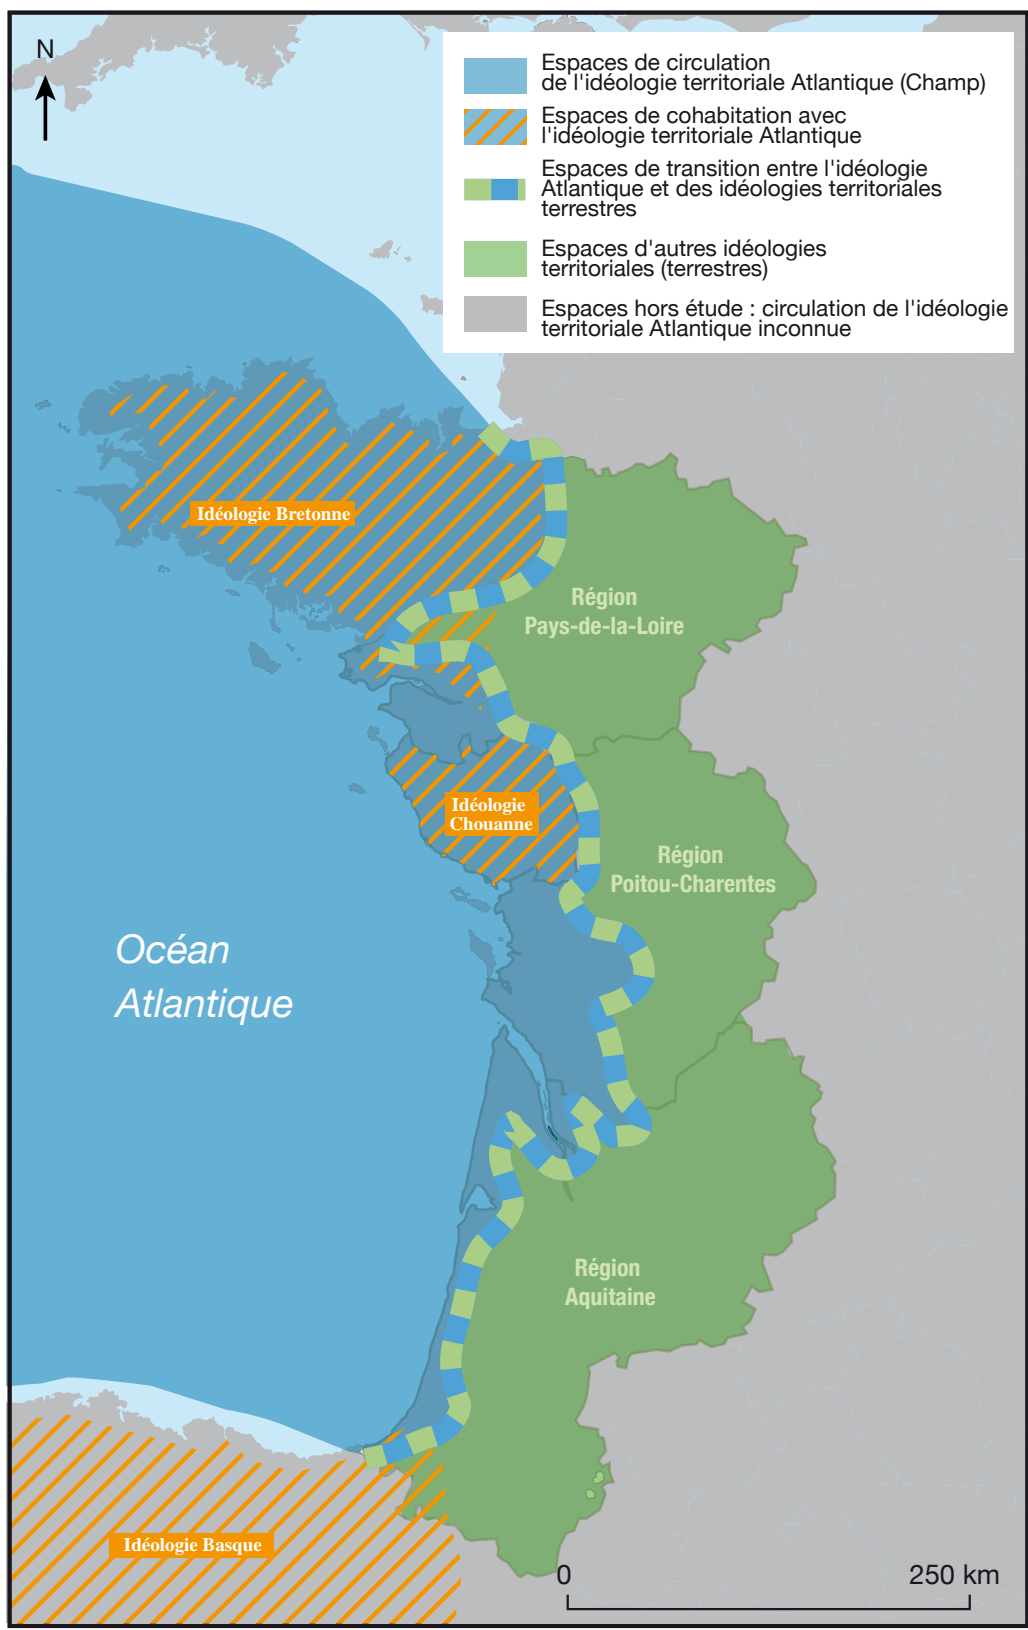 N
Espaces de circulation
de l'idéologie territoriale Atlantique (Champ)
Espaces de cohabitation avec
l'idéologie territoriale Atlantique
Espaces de transition entre l'idéologie
Atlantique et des idéologies territoriales
terrestres
Espaces d'autres idéologies
territoriales (terrestres)
Espaces hors étude : circulation de l'idéologie
territoriale Atlantique inconnue
Idéologie Bretonne
Région
Pays-de-la-Loire
Idéologie
Chouanne
Région
Poitou-Charentes
Océan
Atlantique
Région
Aquitaine
Idéologie Basque
0
250 km